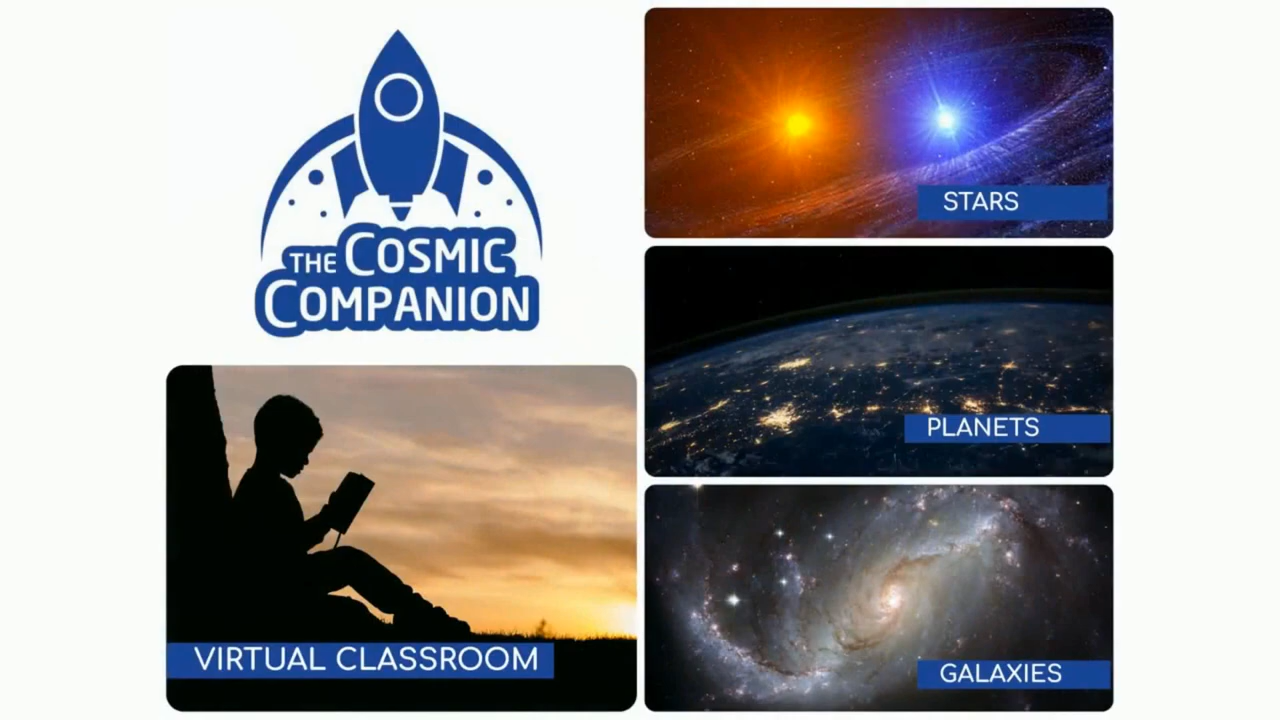 THE COSMIC
COMPANION
VIRTUAL CLASSROOM
STARS
PLANETS
GALAXIES